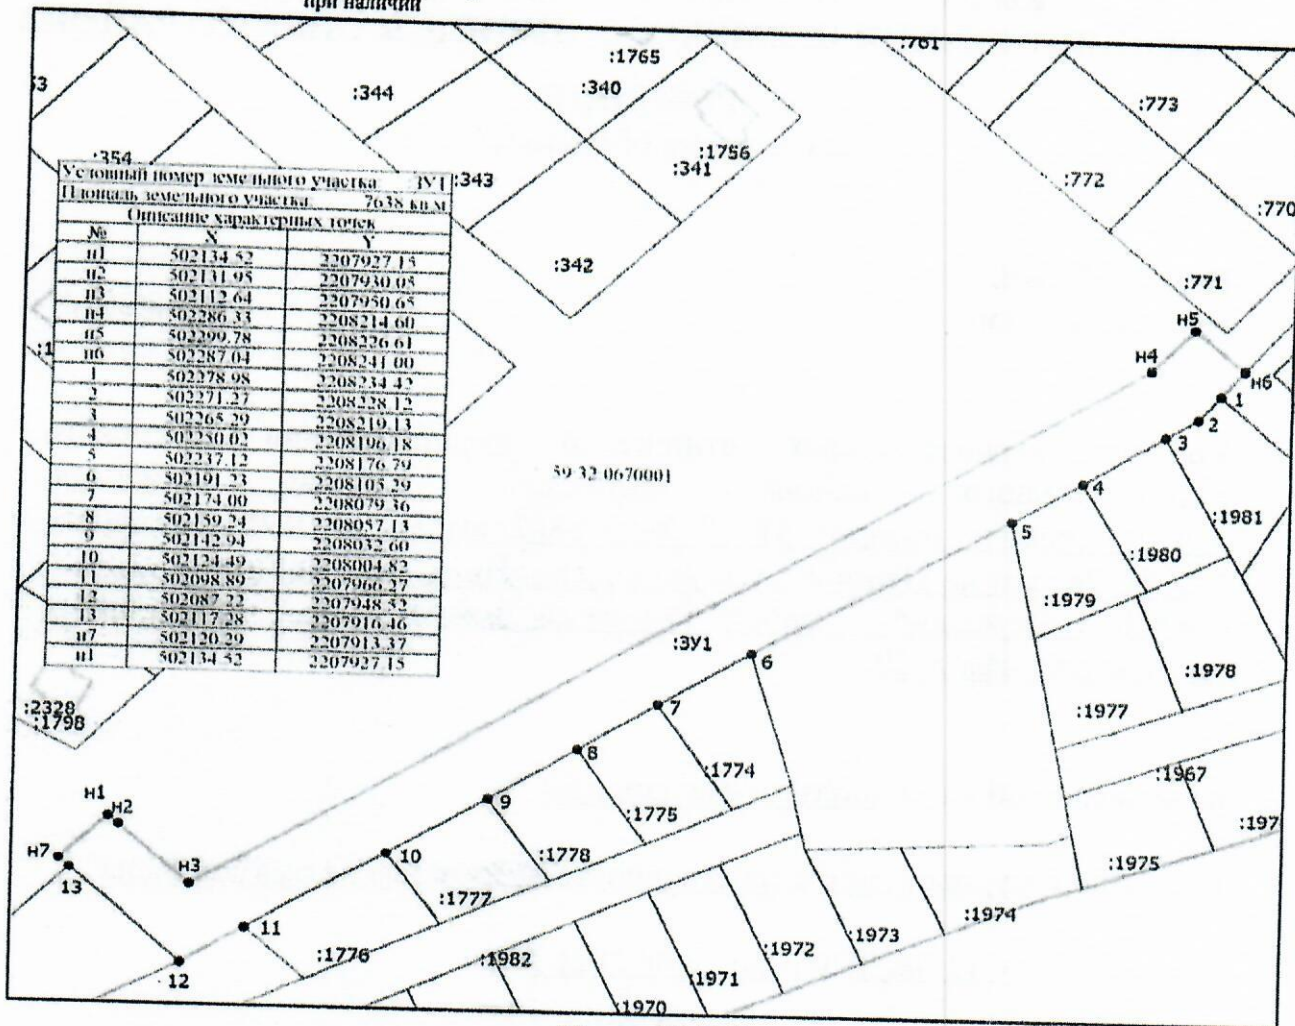 при наличии
:761
:1765
53
:344
:340
:773
:354
:1756
:341
:343
:772
:770
:342
:771
Условный номер земельного участка :ЗУ1
Площадь земельного участка 7638 кв.м
Описание характерных точек
№ X Y
н1 502134.52 2207927.15
н2 502131.95 2207930.05
н3 502112.64 2207950.65
н4 502286.33 2208214.60
н5 502299.78 2208226.61
н6 502287.04 2208241.00
1 502278.98 2208234.42
2 502271.27 2208228.12
3 502265.29 2208219.13
4 502250.02 2208196.18
5 502237.12 2208176.79
6 502191.23 2208105.29
7 502174.00 2208079.36
8 502159.24 2208057.13
9 502142.94 2208032.60
10 502124.49 2208004.82
11 502098.89 2207966.27
12 502087.22 2207948.52
13 502117.28 2207916.46
н7 502120.29 2207913.37
н1 502134.52 2207927.15
:1
н5
н4
н6
1
2
3
59:32:0670001
4
:1981
5
:1980
:1979
:ЗУ1
6
:1978
:2328
:1798
7
:1977
8
:1774
:1967
н1
н2
9
:1775
:197
н7
13
н3
10
:1778
:1975
:1777
11
:1974
:1776
:1973
12
:1982
:1972
:1971
:1970